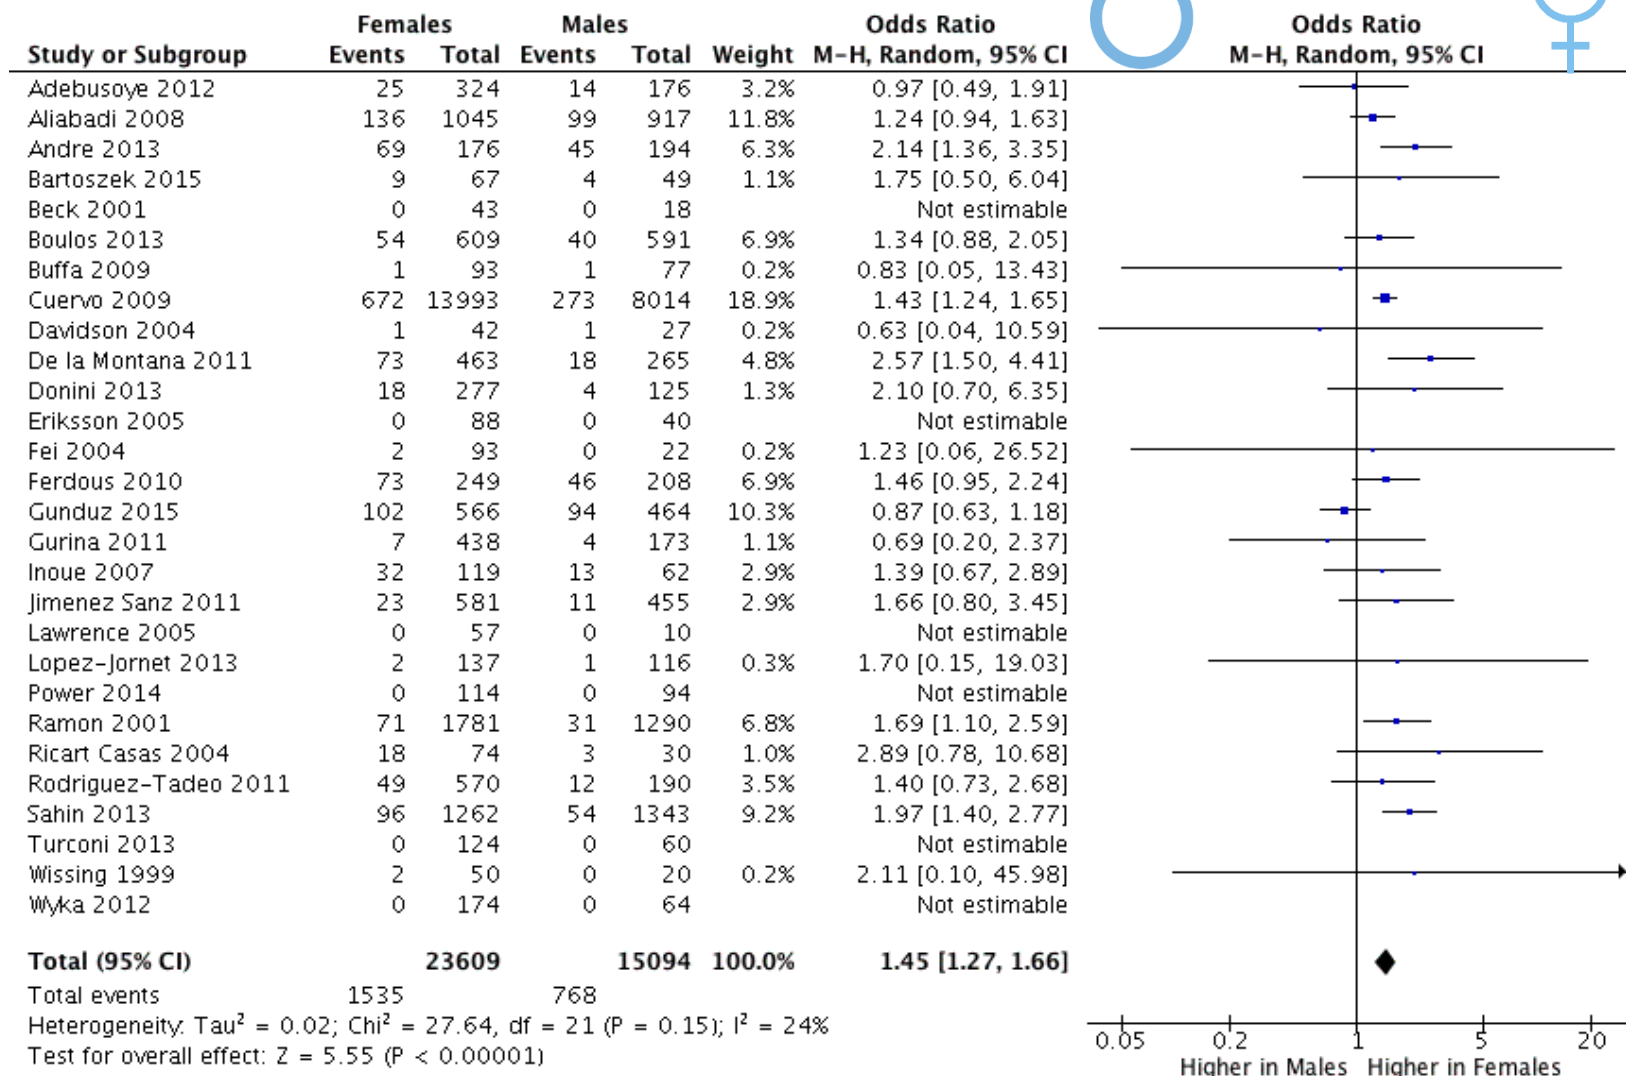 Females Males Odds Ratio Odds Ratio
Study or Subgroup Events Total Events Total Weight M-H, Random, 95% CI M-H, Random, 95% CI
Adebusoye 2012 25 324 14 176 3.2% 0.97 [0.49, 1.91]
Aliabadi 2008 136 1045 99 917 11.8% 1.24 [0.94, 1.63]
Andre 2013 69 176 45 194 6.3% 2.14 [1.36, 3.35]
Bartoszek 2015 9 67 4 49 1.1% 1.75 [0.50, 6.04]
Beck 2001 0 43 0 18 Not estimable
Boulos 2013 54 609 40 591 6.9% 1.34 [0.88, 2.05]
Buffa 2009 1 93 1 77 0.2% 0.83 [0.05, 13.43]
Cuervo 2009 672 13993 273 8014 18.9% 1.43 [1.24, 1.65]
Davidson 2004 1 42 1 27 0.2% 0.63 [0.04, 10.59]
De la Montana 2011 73 463 18 265 4.8% 2.57 [1.50, 4.41]
Donini 2013 18 277 4 125 1.3% 2.10 [0.70, 6.35]
Eriksson 2005 0 88 0 40 Not estimable
Fei 2004 2 93 0 22 0.2% 1.23 [0.06, 26.52]
Ferdous 2010 73 249 46 208 6.9% 1.46 [0.95, 2.24]
Gunduz 2015 102 566 94 464 10.3% 0.87 [0.63, 1.18]
Gurina 2011 7 438 4 173 1.1% 0.69 [0.20, 2.37]
Inoue 2007 32 119 13 62 2.9% 1.39 [0.67, 2.89]
Jimenez Sanz 2011 23 581 11 455 2.9% 1.66 [0.80, 3.45]
Lawrence 2005 0 57 0 10 Not estimable
Lopez-Jornet 2013 2 137 1 116 0.3% 1.70 [0.15, 19.03]
Power 2014 0 114 0 94 Not estimable
Ramon 2001 71 1781 31 1290 6.8% 1.69 [1.10, 2.59]
Ricart Casas 2004 18 74 3 30 1.0% 2.89 [0.78, 10.68]
Rodriguez-Tadeo 2011 49 570 12 190 3.5% 1.40 [0.73, 2.68]
Sahin 2013 96 1262 54 1343 9.2% 1.97 [1.40, 2.77]
Turconi 2013 0 124 0 60 Not estimable
Wissing 1999 2 50 0 20 0.2% 2.11 [0.10, 45.98]
Wyka 2012 0 174 0 64 Not estimable
Total (95% CI) 23609 15094 100.0% 1.45 [1.27, 1.66]
Total events 1535 768
Heterogeneity: Tau² = 0.02; Chi² = 27.64, df = 21 (P = 0.15); I² = 24%
Test for overall effect: Z = 5.55 (P < 0.00001)
0.05 0.2 1 5 20
Higher in Males Higher in Females